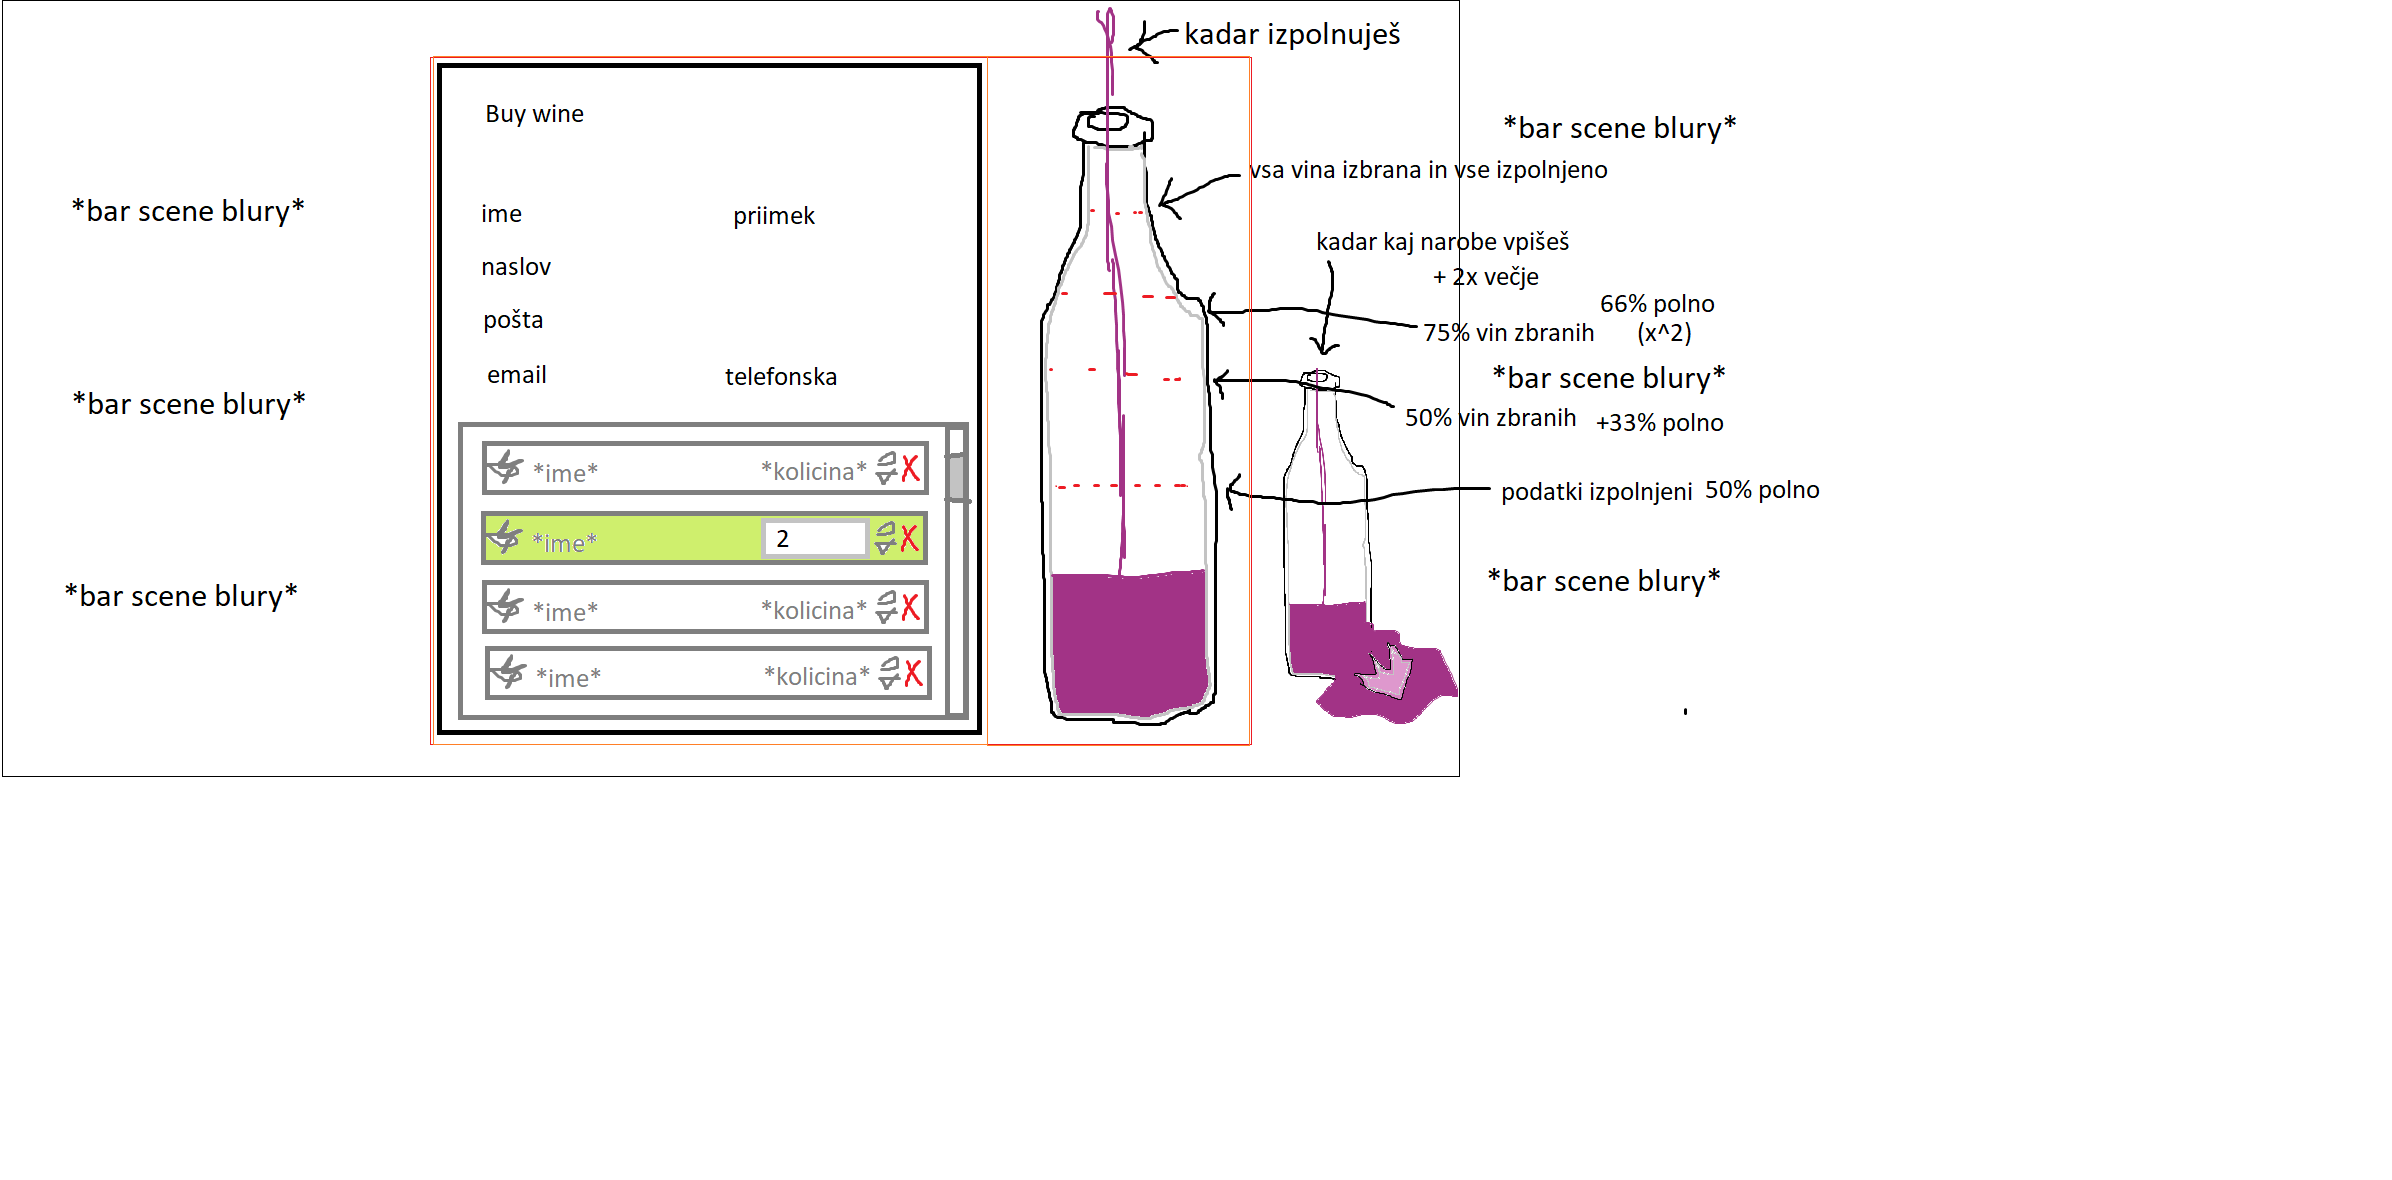 kadar izpolnuješ
Buy wine
*bar scene blury*
vsa vina izbrana in vse izpolnjeno
*bar scene blury*
ime
priimek
kadar kaj narobe vpišeš
+ 2x večje
naslov
66% polno
pošta
75% vin zbranih
(x^2)
email
telefonska
*bar scene blury*
*bar scene blury*
50% vin zbranih
+33% polno
*ime*
*kolicina*
X
podatki izpolnjeni
50% polno
*ime*
2
X
*bar scene blury*
*bar scene blury*
*ime*
*kolicina*
X
*ime*
*kolicina*
X